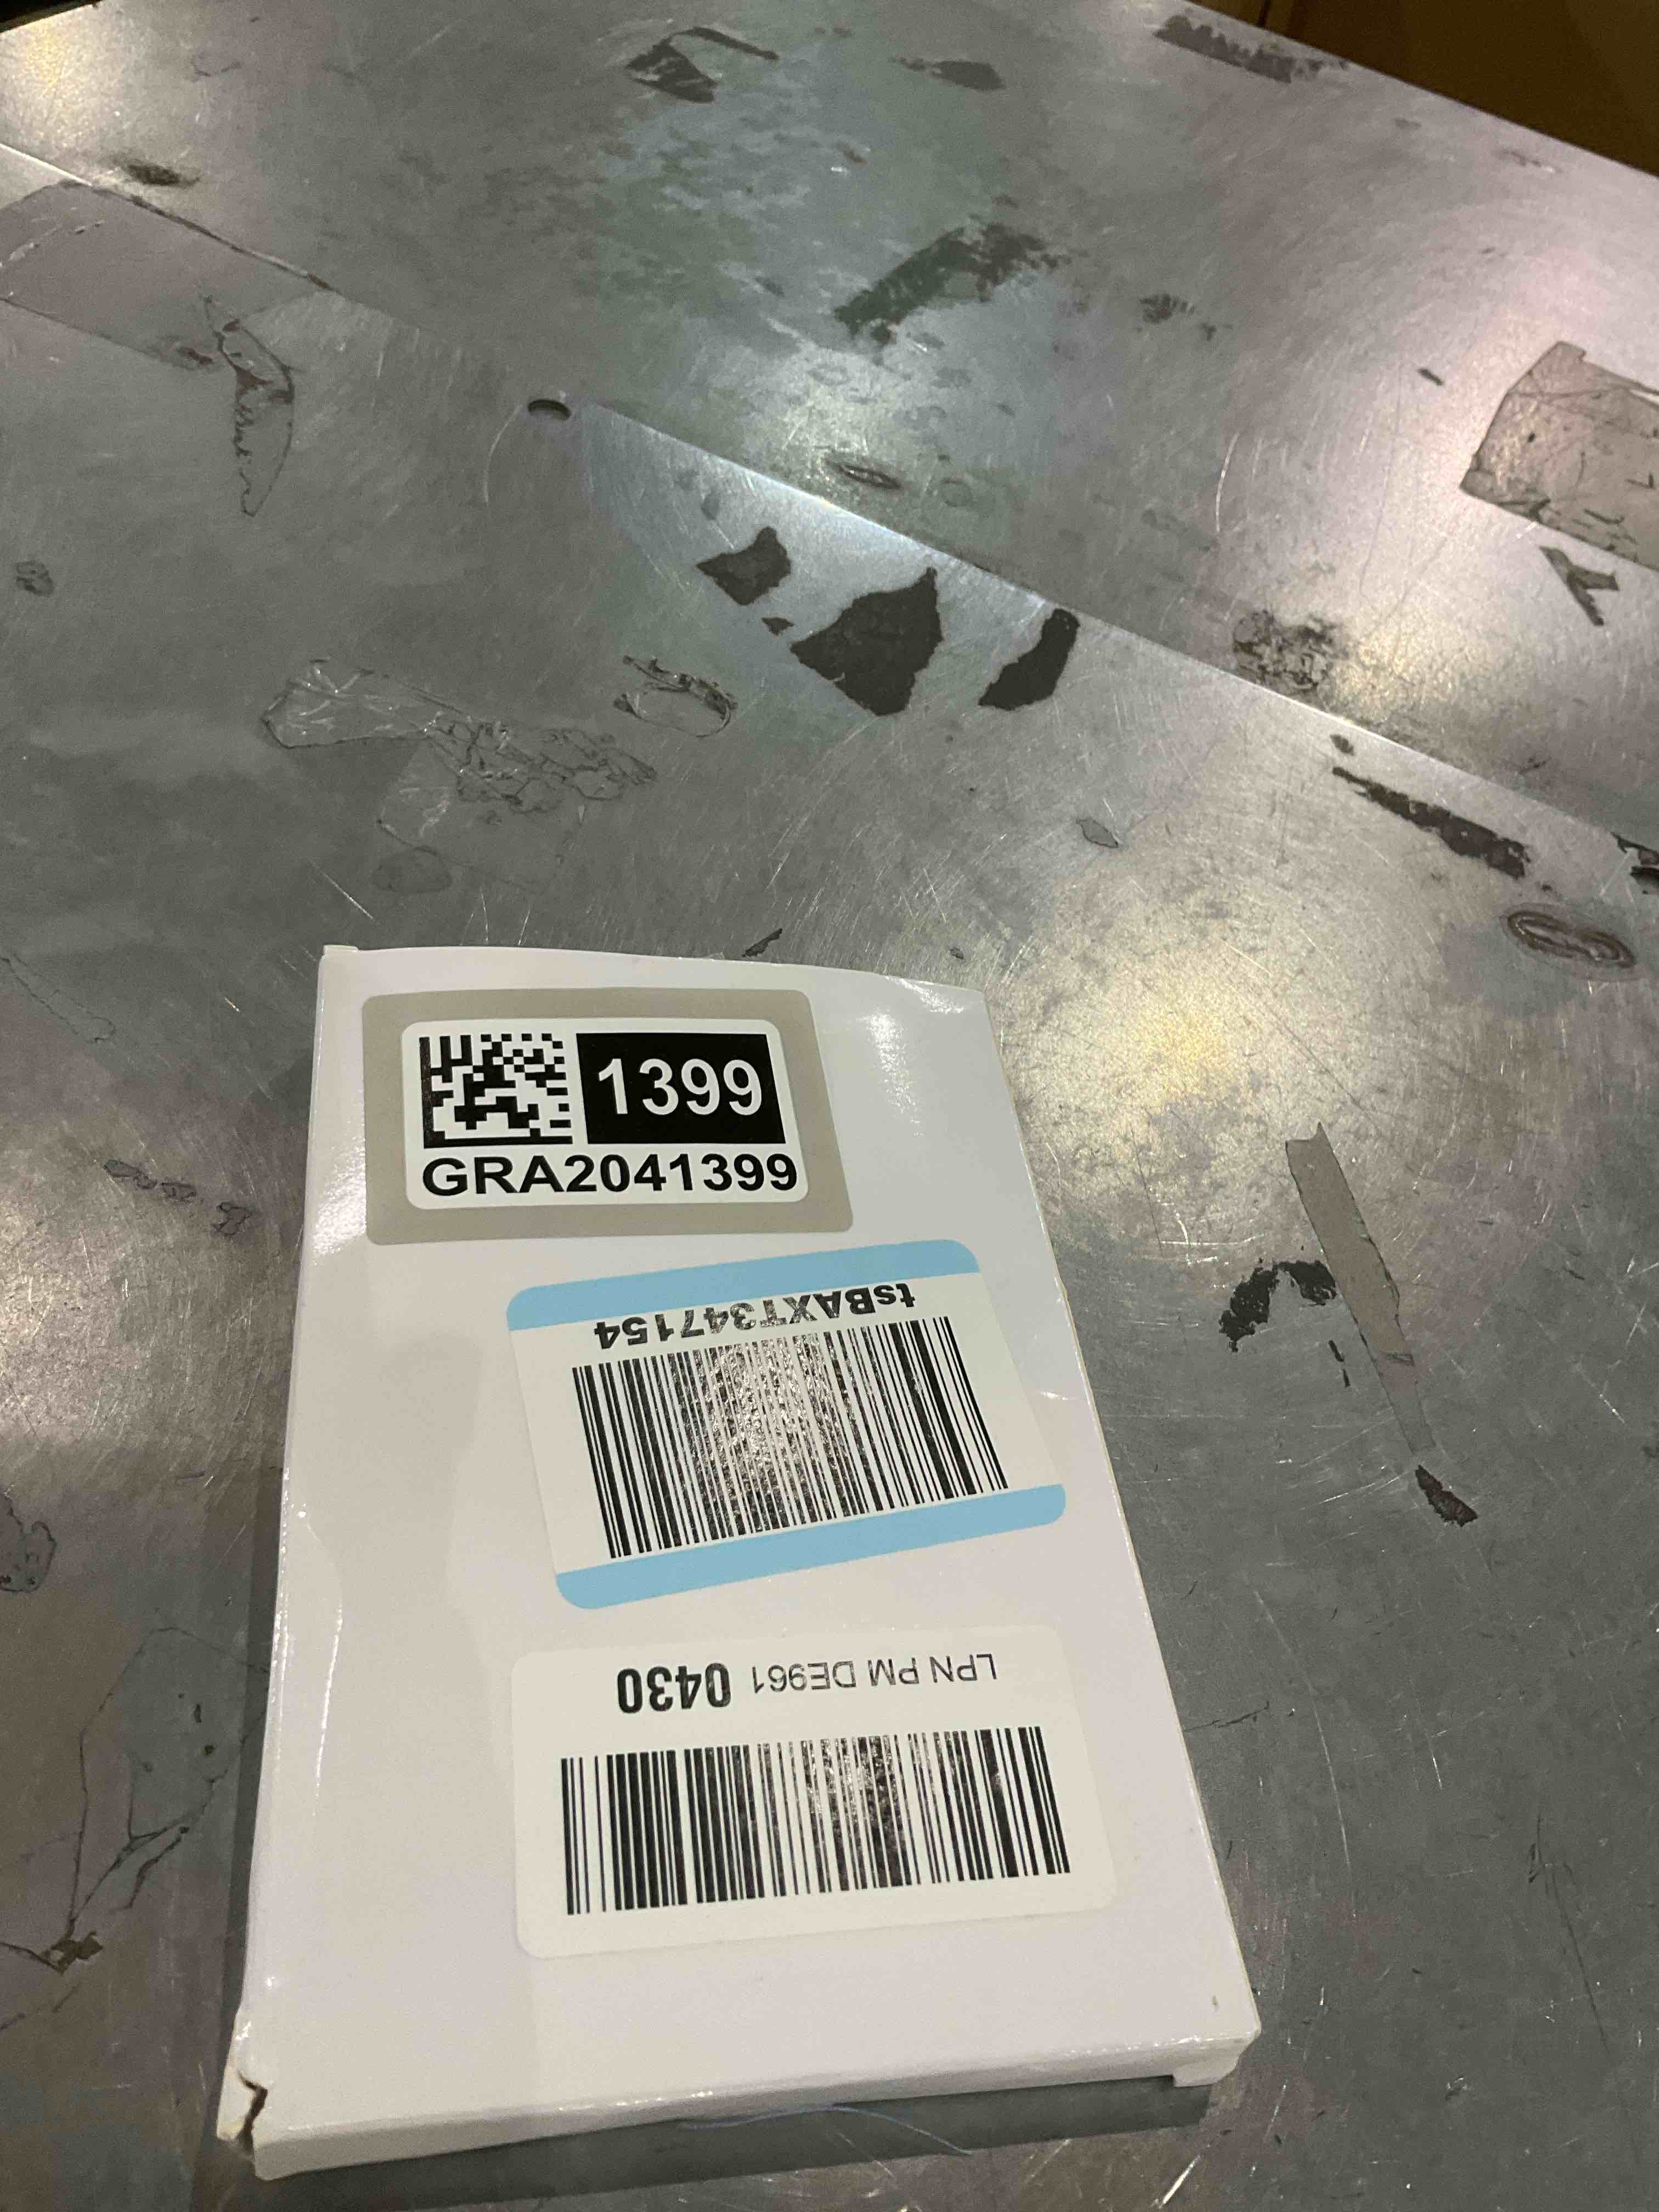 1399
GRA2041399
tsBAXT347154
LPN PM DE961 0430